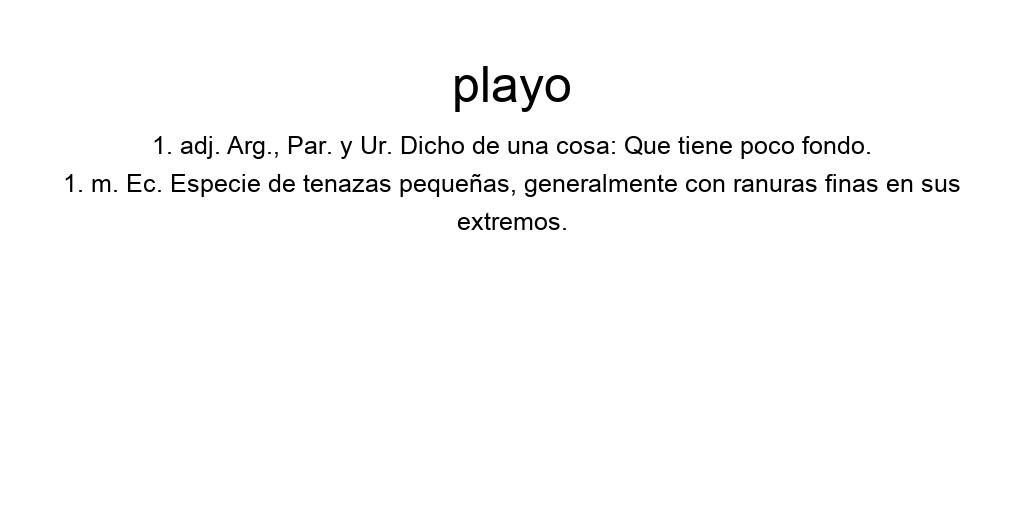 playo
1. adj. Arg., Par. y Ur. Dicho de una cosa: Que tiene poco fondo.
1. m. Ec. Especie de tenazas pequeñas, generalmente con ranuras finas en sus
extremos.